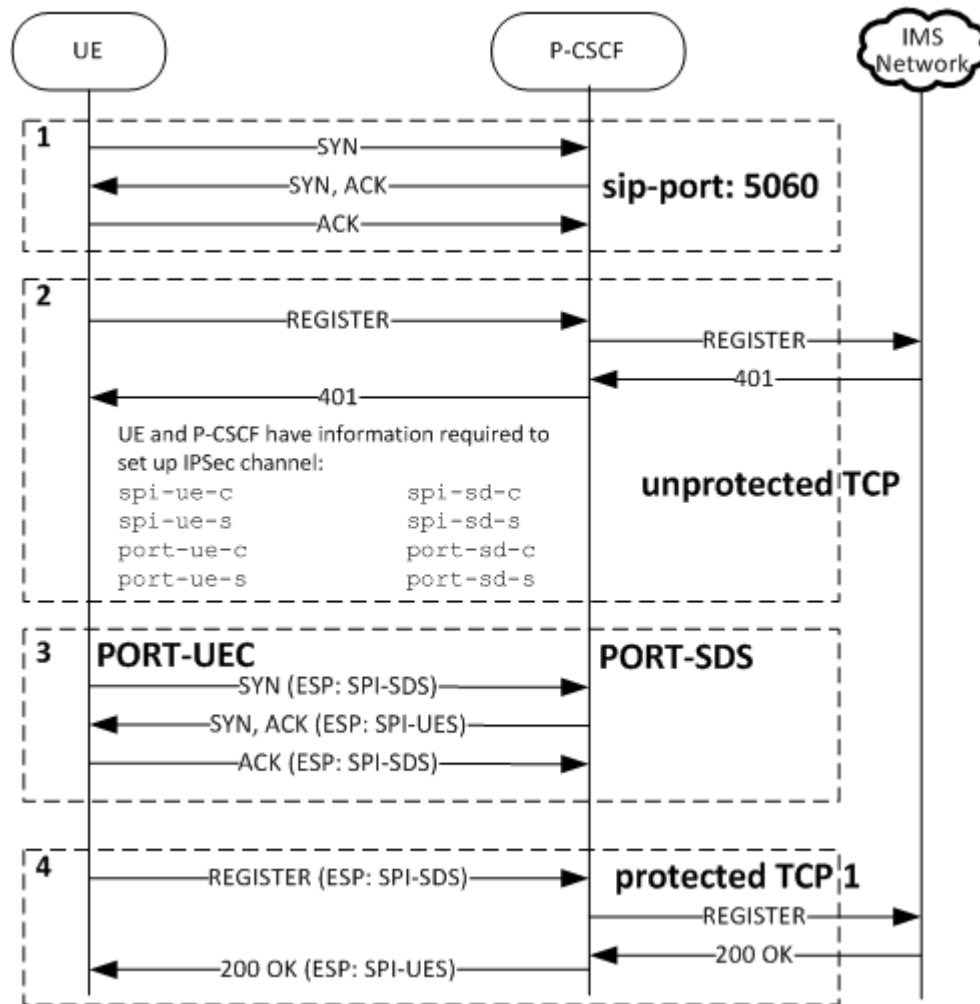 UE
P-CSCF
IMS
Network
1
SYN
SYN, ACK
sip-port: 5060
ACK
2
REGISTER
REGISTER
401
401
UE and P-CSCF have information required to
set up IPSec channel:
spi-ue-c spi-sd-c
unprotected TCP
spi-ue-s spi-sd-s
port-ue-c port-sd-c
port-ue-s port-sd-s
3
PORT-UEC
PORT-SDS
SYN (ESP: SPI-SDS)
SYN, ACK (ESP: SPI-UES)
ACK (ESP: SPI-SDS)
4
REGISTER (ESP: SPI-SDS)
protected TCP 1
REGISTER
200 OK
200 OK (ESP: SPI-UES)